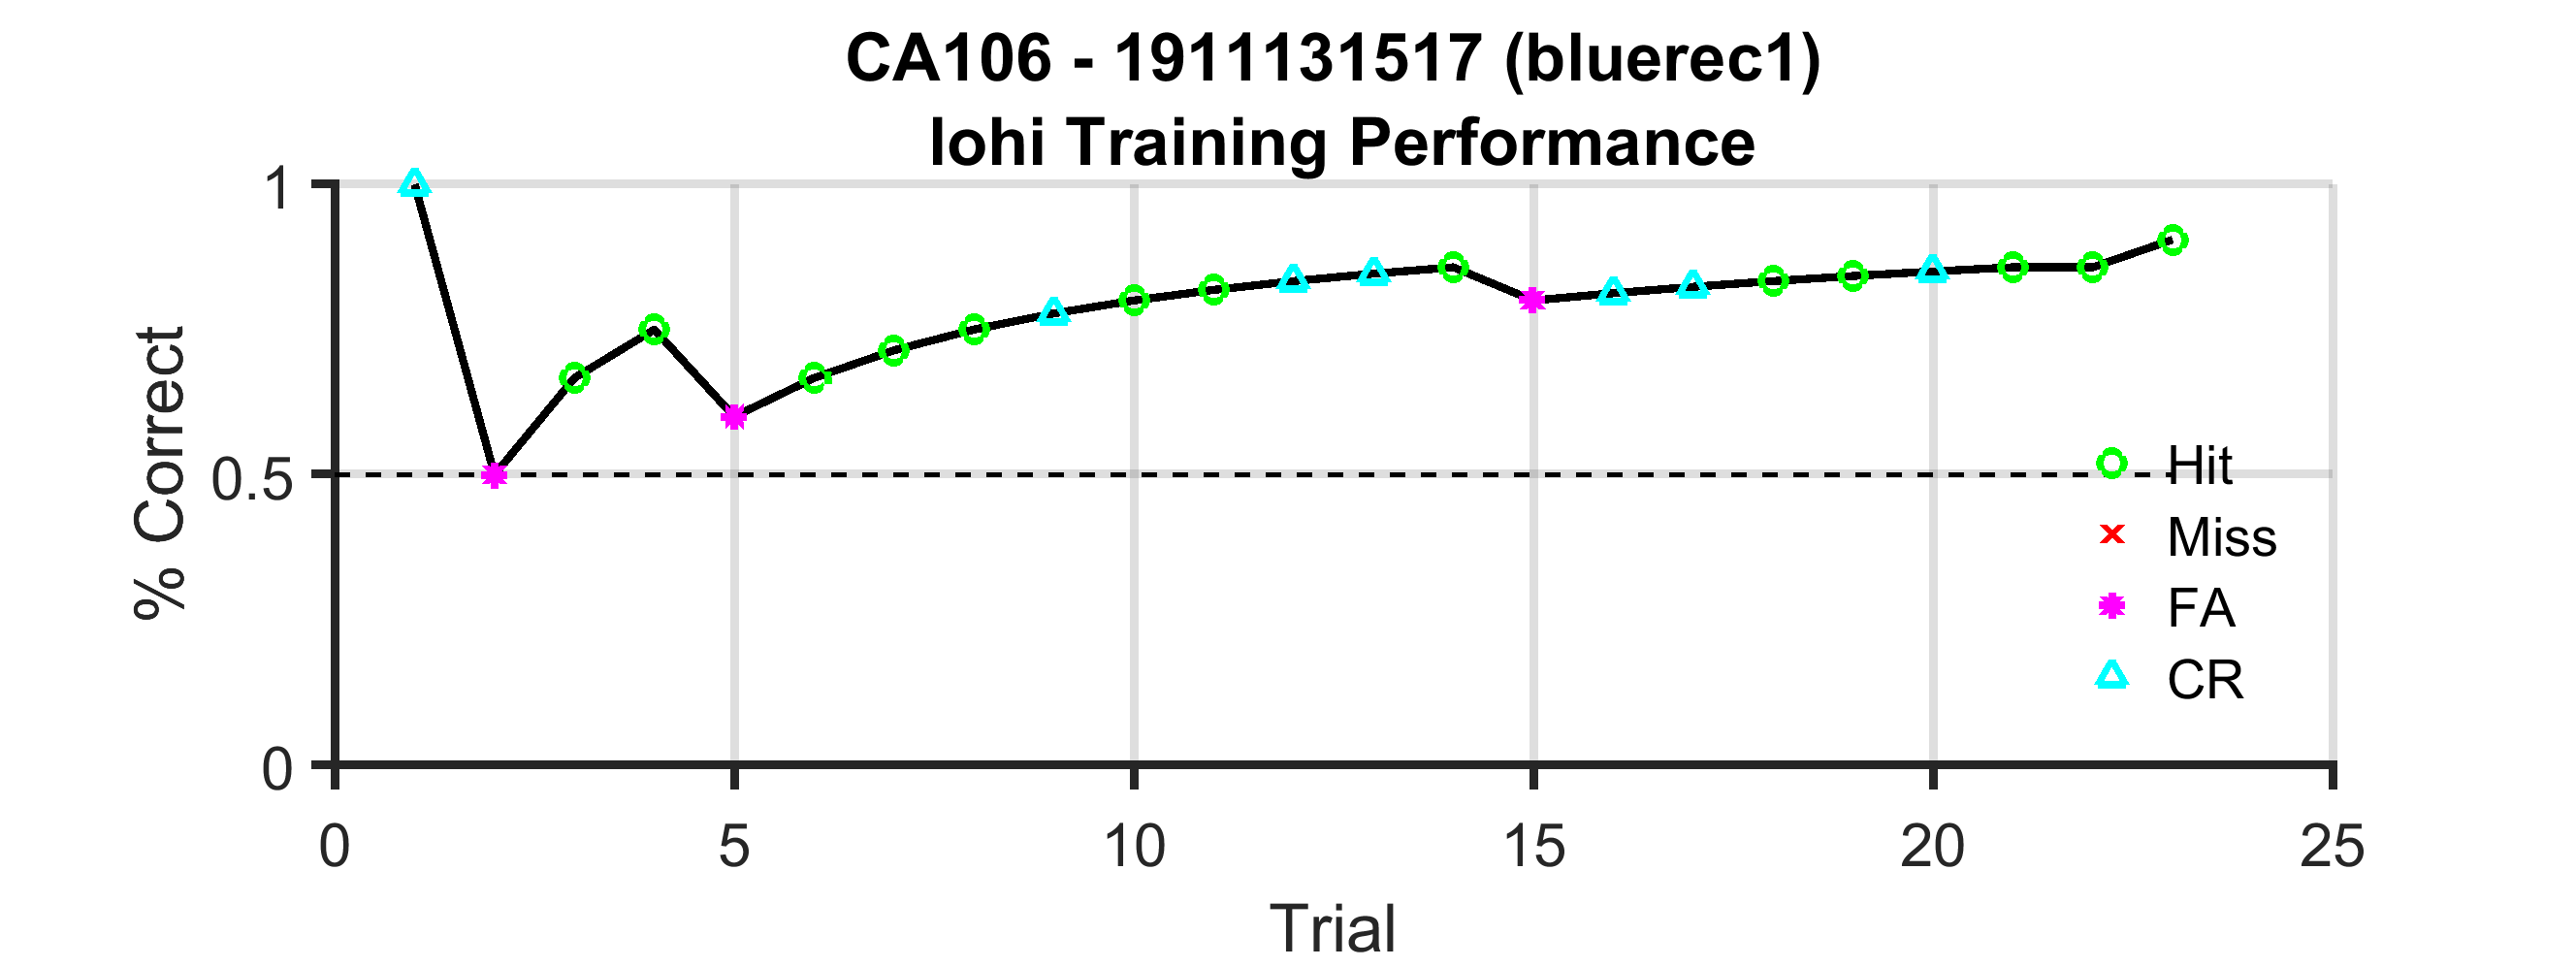 CA106 - 1911131517 (bluerec1)
lohi Training Performance
% Correct
1
0.5
0
0 5 10 15 20 25
Trial
Hit
Miss
FA
CR